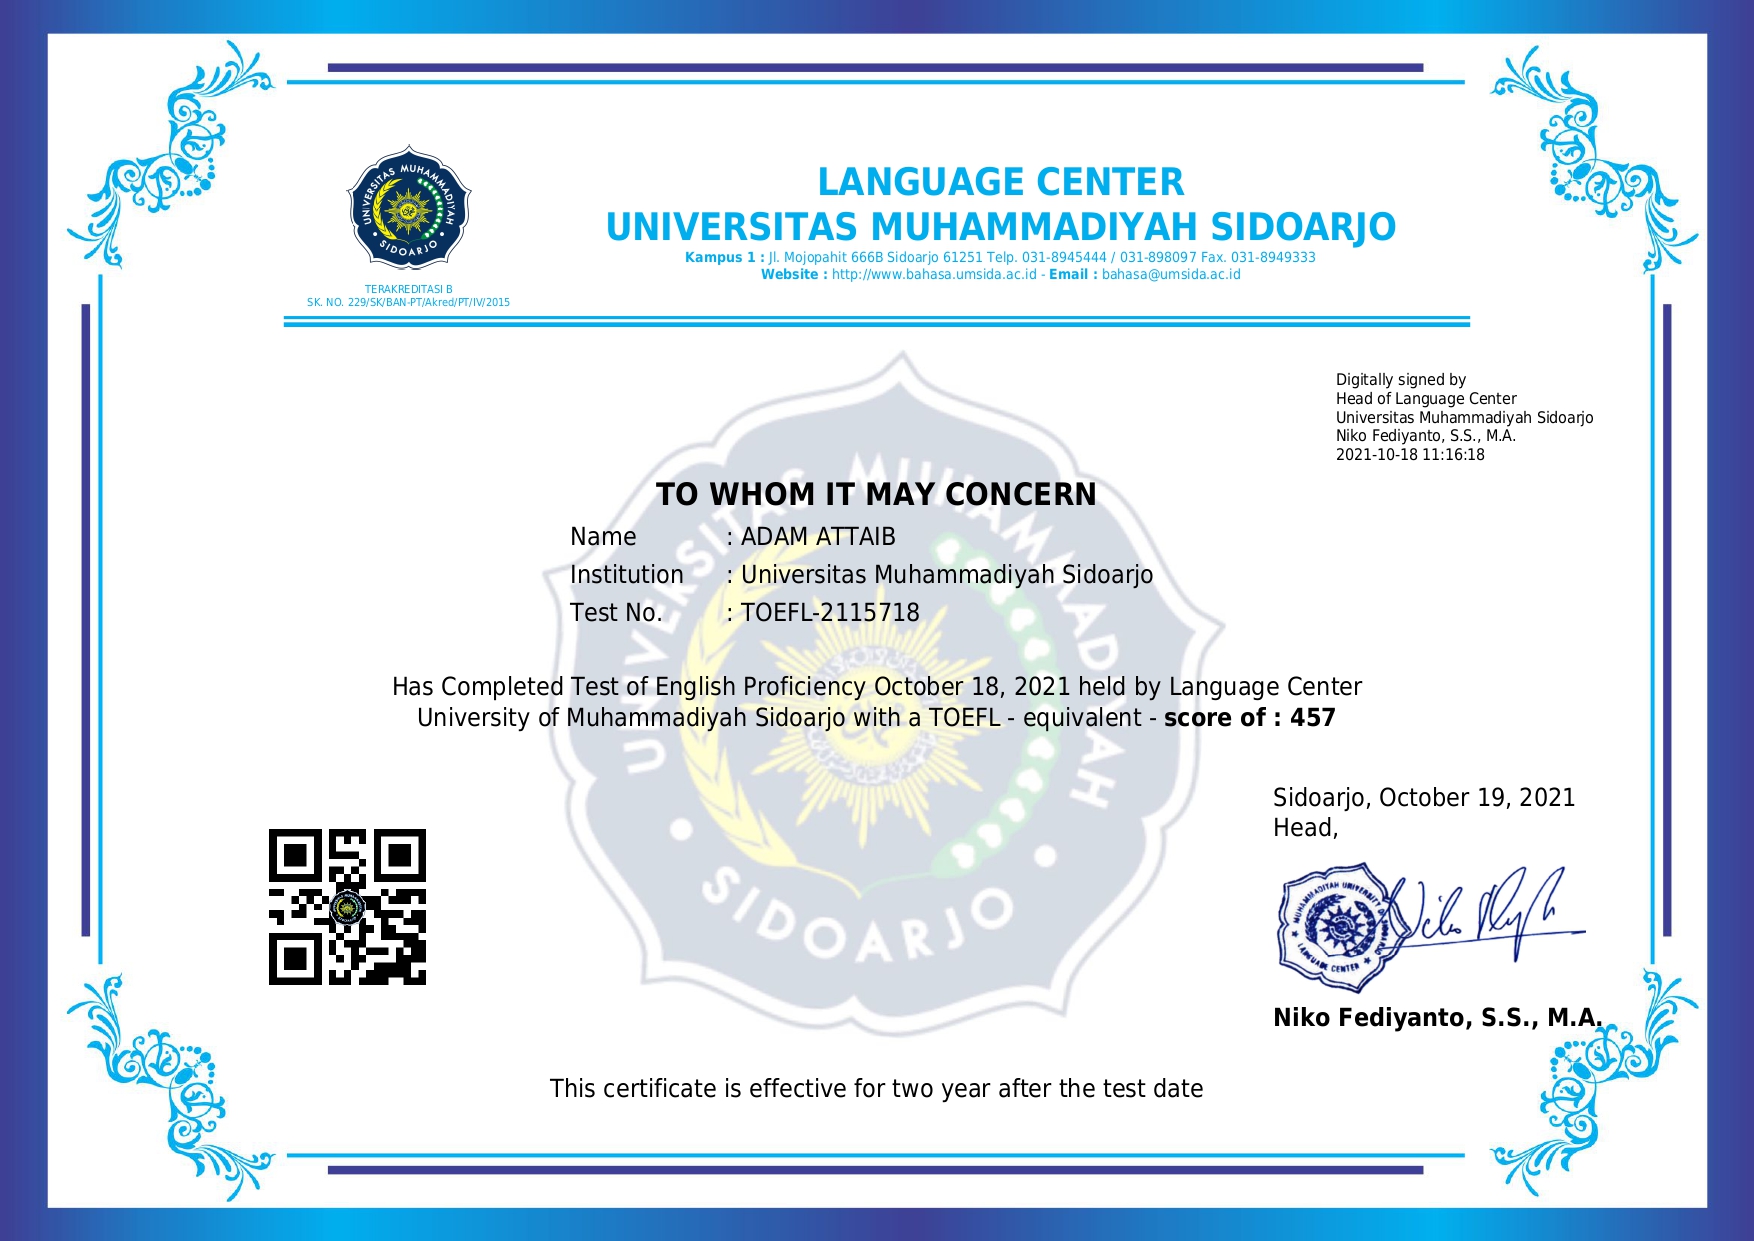 UNIVERSITAS MUHAMMADIYAH
SIDOARJO
TERAKREDITASI B
SK. NO. 229/SK/BAN-PT/Akred/PT/IV/2015
LANGUAGE CENTER
UNIVERSITAS MUHAMMADIYAH SIDOARJO
Kampus 1 : Jl. Mojopahit 666B Sidoarjo 61251 Telp. 031-8945444 / 031-898097 Fax. 031-8949333
Website : http://www.bahasa.umsida.ac.id - Email : bahasa@umsida.ac.id
Digitally signed by
Head of Language Center
Universitas Muhammadiyah Sidoarjo
Niko Fediyanto, S.S., M.A.
2021-10-18 11:16:18
UNIVERSITAS MUHAMMADIYAH
SIDOARJO
TO WHOM IT MAY CONCERN
Name : ADAM ATTAIB
Institution : Universitas Muhammadiyah Sidoarjo
Test No. : TOEFL-2115718
Has Completed Test of English Proficiency October 18, 2021 held by Language Center
University of Muhammadiyah Sidoarjo with a TOEFL - equivalent - score of : 457
Sidoarjo, October 19, 2021
Head,
LANGUAGE CENTER
Niko Fediyanto, S.S., M.A.
This certificate is effective for two year after the test date